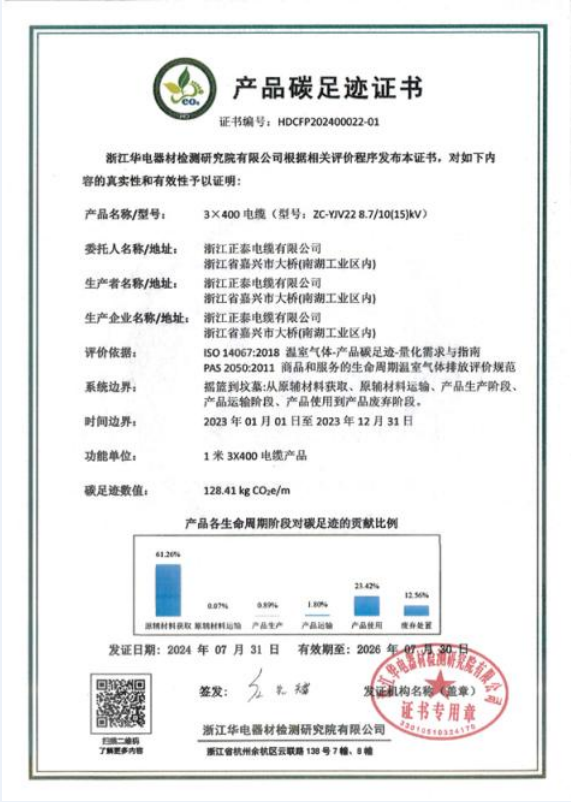 CO₂
产品碳足迹证书
证书编号：HDCFP202400022-01
浙江华电器材检测研究院有限公司根据相关评价程序发布本证书，对如下内
容的真实性和有效性予以证明：
产品名称/型号： 3×400 电缆（型号：ZC-YJV22 8.7/10(15)kV）
委托人名称/地址： 浙江正泰电缆有限公司
浙江省嘉兴市大桥(南湖工业区内)
生产者名称/地址： 浙江正泰电缆有限公司
浙江省嘉兴市大桥(南湖工业区内)
生产企业名称/地址： 浙江正泰电缆有限公司
浙江省嘉兴市大桥(南湖工业区内)
评价依据： ISO 14067:2018 温室气体-产品碳足迹-量化需求与指南
PAS 2050:2011 商品和服务的生命周期温室气体排放评价规范
系统边界： 摇篮到坟墓:从原辅材料获取、原辅材料运输、产品生产阶段、
产品运输阶段、产品使用到产品废弃阶段。
时间边界： 2023 年 01 月 01 日至 2023 年 12 月 31 日
功能单位： 1 米 3X400 电缆产品
碳足迹数值： 128.41 kg CO₂e/m
产品各生命周期阶段对碳足迹的贡献比例
61.26% 0.07% 0.89% 1.80% 23.42% 12.56%
原辅材料获取 原辅材料运输 产品生产 产品运输 产品使用 废弃处置
发证日期：2024 年 07 月 31 日 有效期至：2026 年 07 月 30 日
签发： 发证机构名称（盖章）
浙江华电器材检测研究院有限公司
证书专用章
扫描二维码
了解更多内容
浙江华电器材检测研究院有限公司
浙江省杭州余杭区云联路 138 号 7 幢、8 幢